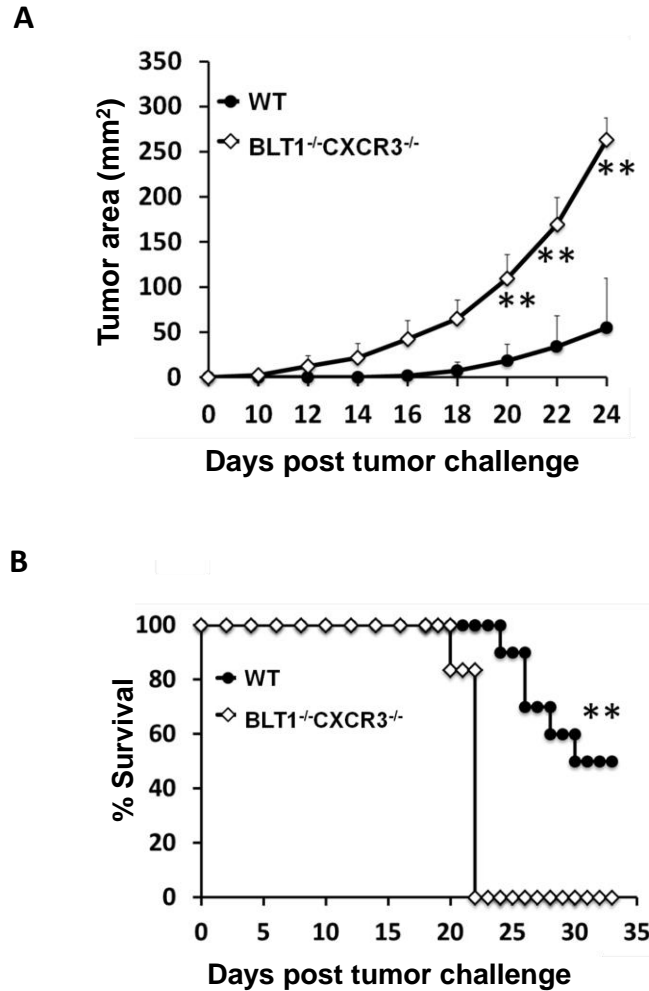 A
Tumor area (mm²)
350
300
250
200
150
100
50
0
WT
BLT1⁻/⁻CXCR3⁻/⁻
**
**
**
0 10 12 14 16 18 20 22 24
Days post tumor challenge
B
% Survival
100
80
60
40
20
0
WT
BLT1⁻/⁻CXCR3⁻/⁻
**
0 5 10 15 20 25 30 35
Days post tumor challenge